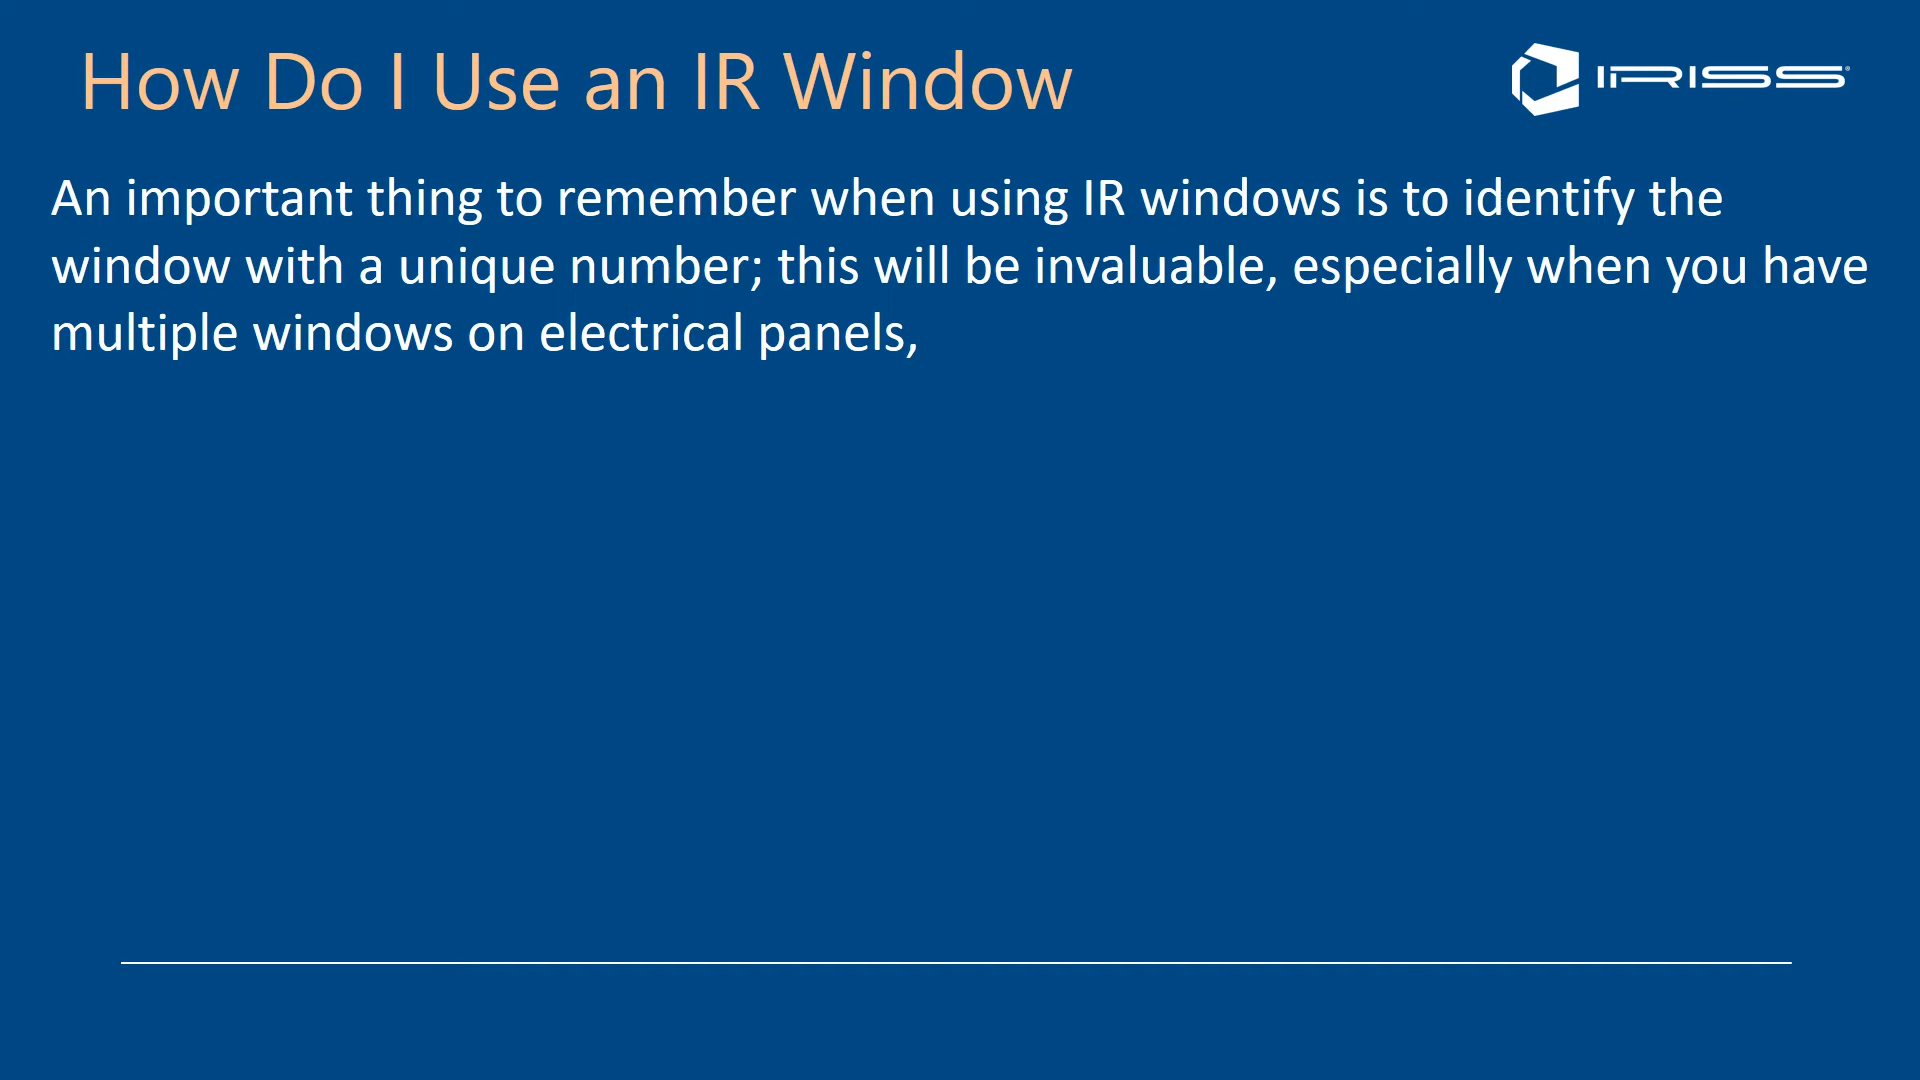 How Do I Use an IR Window
IRISS
An important thing to remember when using IR windows is to identify the
window with a unique number; this will be invaluable, especially when you have
multiple windows on electrical panels,